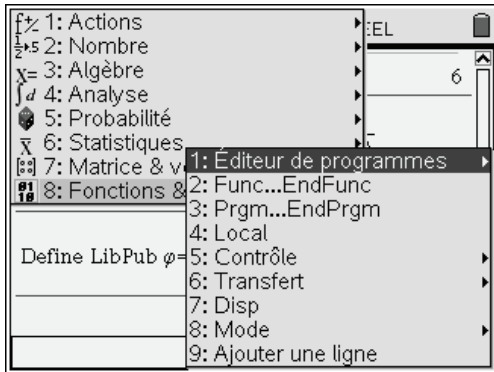 1: Actions
2: Nombre
3: Algèbre
4: Analyse
5: Probabilité
6: Statistiques
7: Matrice &
8: Fonctions &
EEL
6
1: Éditeur de programmes
2: Func...EndFunc
3: Prgm...EndPrgm
4: Local
5: Contrôle
6: Transfert
7: Disp
8: Mode
9: Ajouter une ligne
Define LibPub φ=